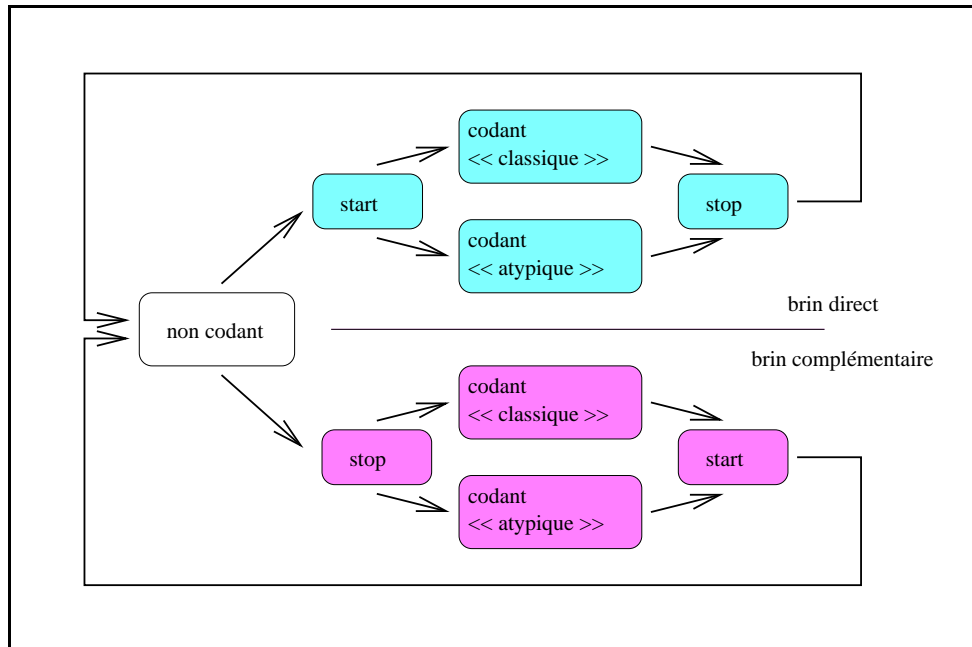 codant
<< classique >>
start
stop
codant
<< atypique >>
brin direct
non codant
brin complémentaire
codant
<< classique >>
stop
start
codant
<< atypique >>